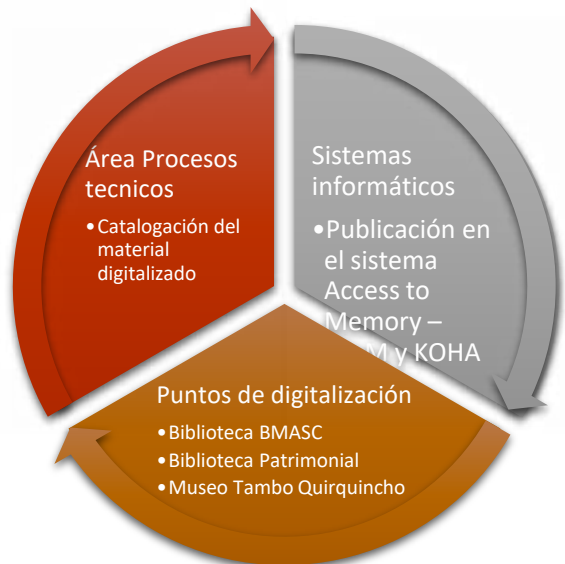 Área Procesos
tecnicos
•Catalogación del
material
digitalizado
Sistemas
informáticos
•Publicación en
el sistema
Access to
Memory –
y KOHA
Puntos de digitalización
•Biblioteca BMASC
•Biblioteca Patrimonial
•Museo Tambo Quirquincho